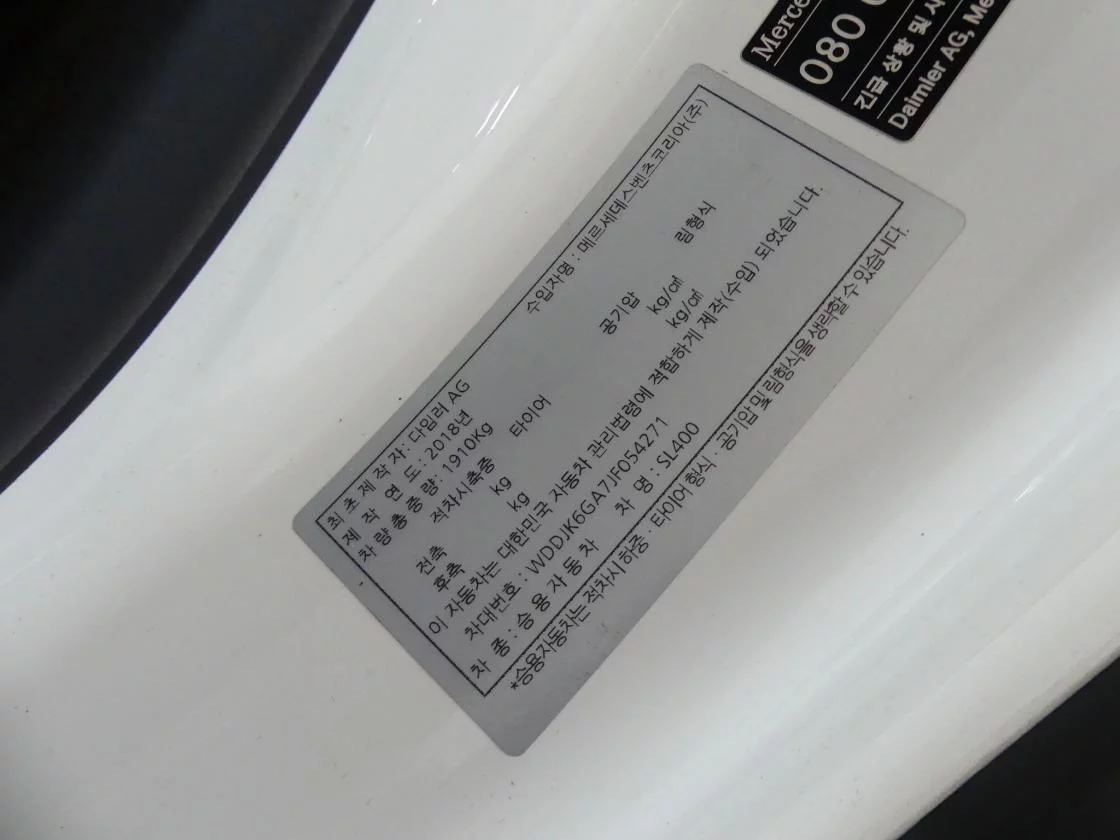 080
긴급 상황 및
Daimler AG,
최초제작자: 다임러 AG 수입자명 : 메르세데스벤츠코리아(주)
제 작 연 도 : 2018년
차량총중량: 1910Kg
적차시축중 타이어 공기압 림형식
전축 kg kg/㎠
후축 kg kg/㎠
이 자동차는 대한민국 자동차 관리법령에 적합하게 제작(수입) 되었습니다.
차대번호 : WDDJK6GA7JF054271
차 종 : 승 용 자 동 차 차 명 : SL400
*승용자동차는 적차시 하중 · 타이어 형식 · 공기압 및 림형식을 생략할 수 있습니다.